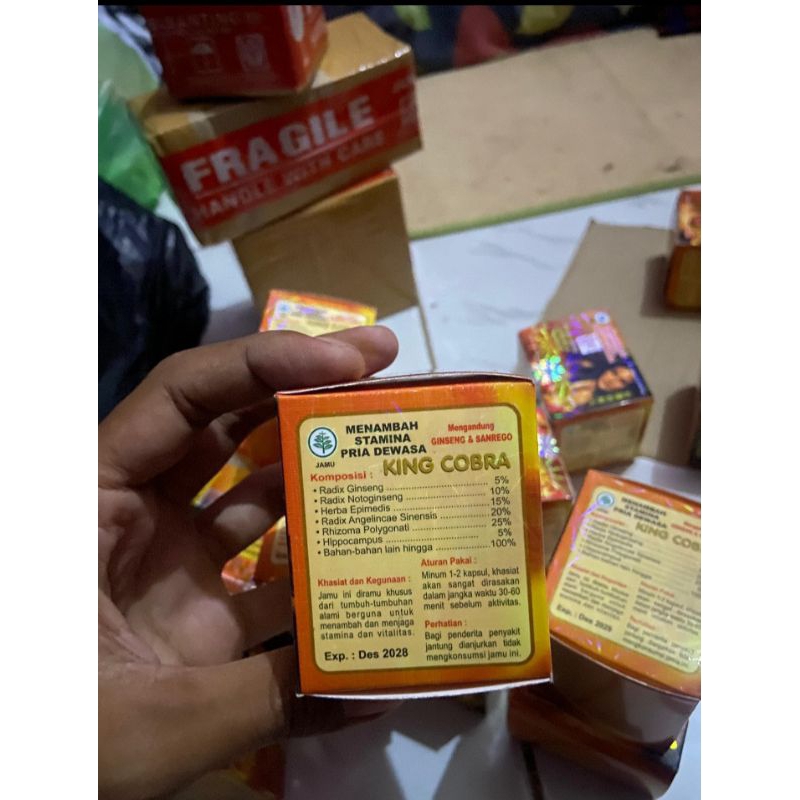 FRAGILE
HANDLE WITH CARE
MENAMBAH
STAMINA
PRIA DEWASA
JAMU
Mengandung
GINSENG & SANREGO
KING COBRA
Komposisi :
• Radix Ginseng ........ 5%
• Radix Notoginseng ........ 10%
• Herba Epimedis ........ 15%
• Radix Angelincae Sinensis ........ 20%
• Rhizoma Polygonati ........ 25%
• Hippocampus ........ 5%
• Bahan-bahan lain hingga ........ 100%
Khasiat dan Kegunaan :
Jamu ini diramu khusus
dari tumbuh-tumbuhan
alami berguna untuk
menambah dan menjaga
stamina dan vitalitas.
Exp. : Des 2028
Aturan Pakai :
Minum 1-2 kapsul, khasiat
akan sangat dirasakan
dalam jangka waktu 30-60
menit sebelum aktivitas.
Perhatian :
Bagi penderita penyakit
jantung dianjurkan tidak
mengkonsumsi jamu ini.
MENAMBAH
STAMINA
PRIA DEWASA
KING COB
Exp. : Des 2028